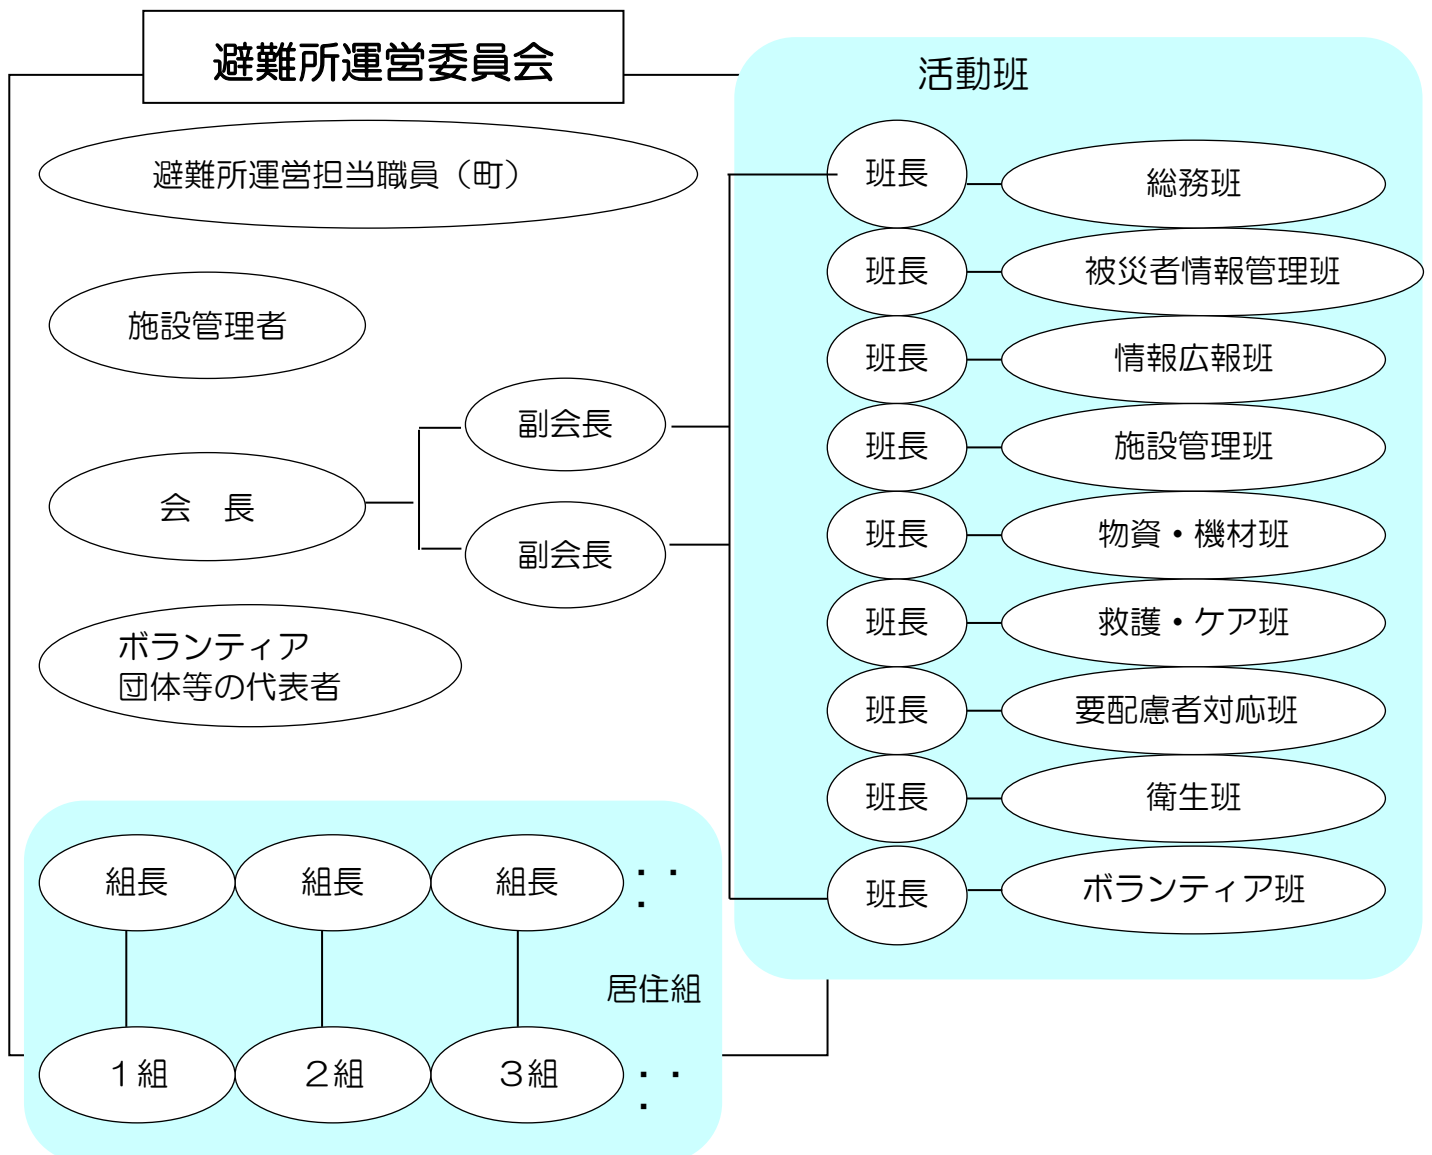 避難所運営委員会
避難所運営担当職員（町）
施設管理者
会　長
副会長
副会長
ボランティア
団体等の代表者
活動班
班長
総務班
班長
被災者情報管理班
班長
情報広報班
班長
施設管理班
班長
物資・機材班
班長
救護・ケア班
班長
要配慮者対応班
班長
衛生班
班長
ボランティア班
組長
組長
組長
・・
・
居住組
１組
２組
３組
・・
・